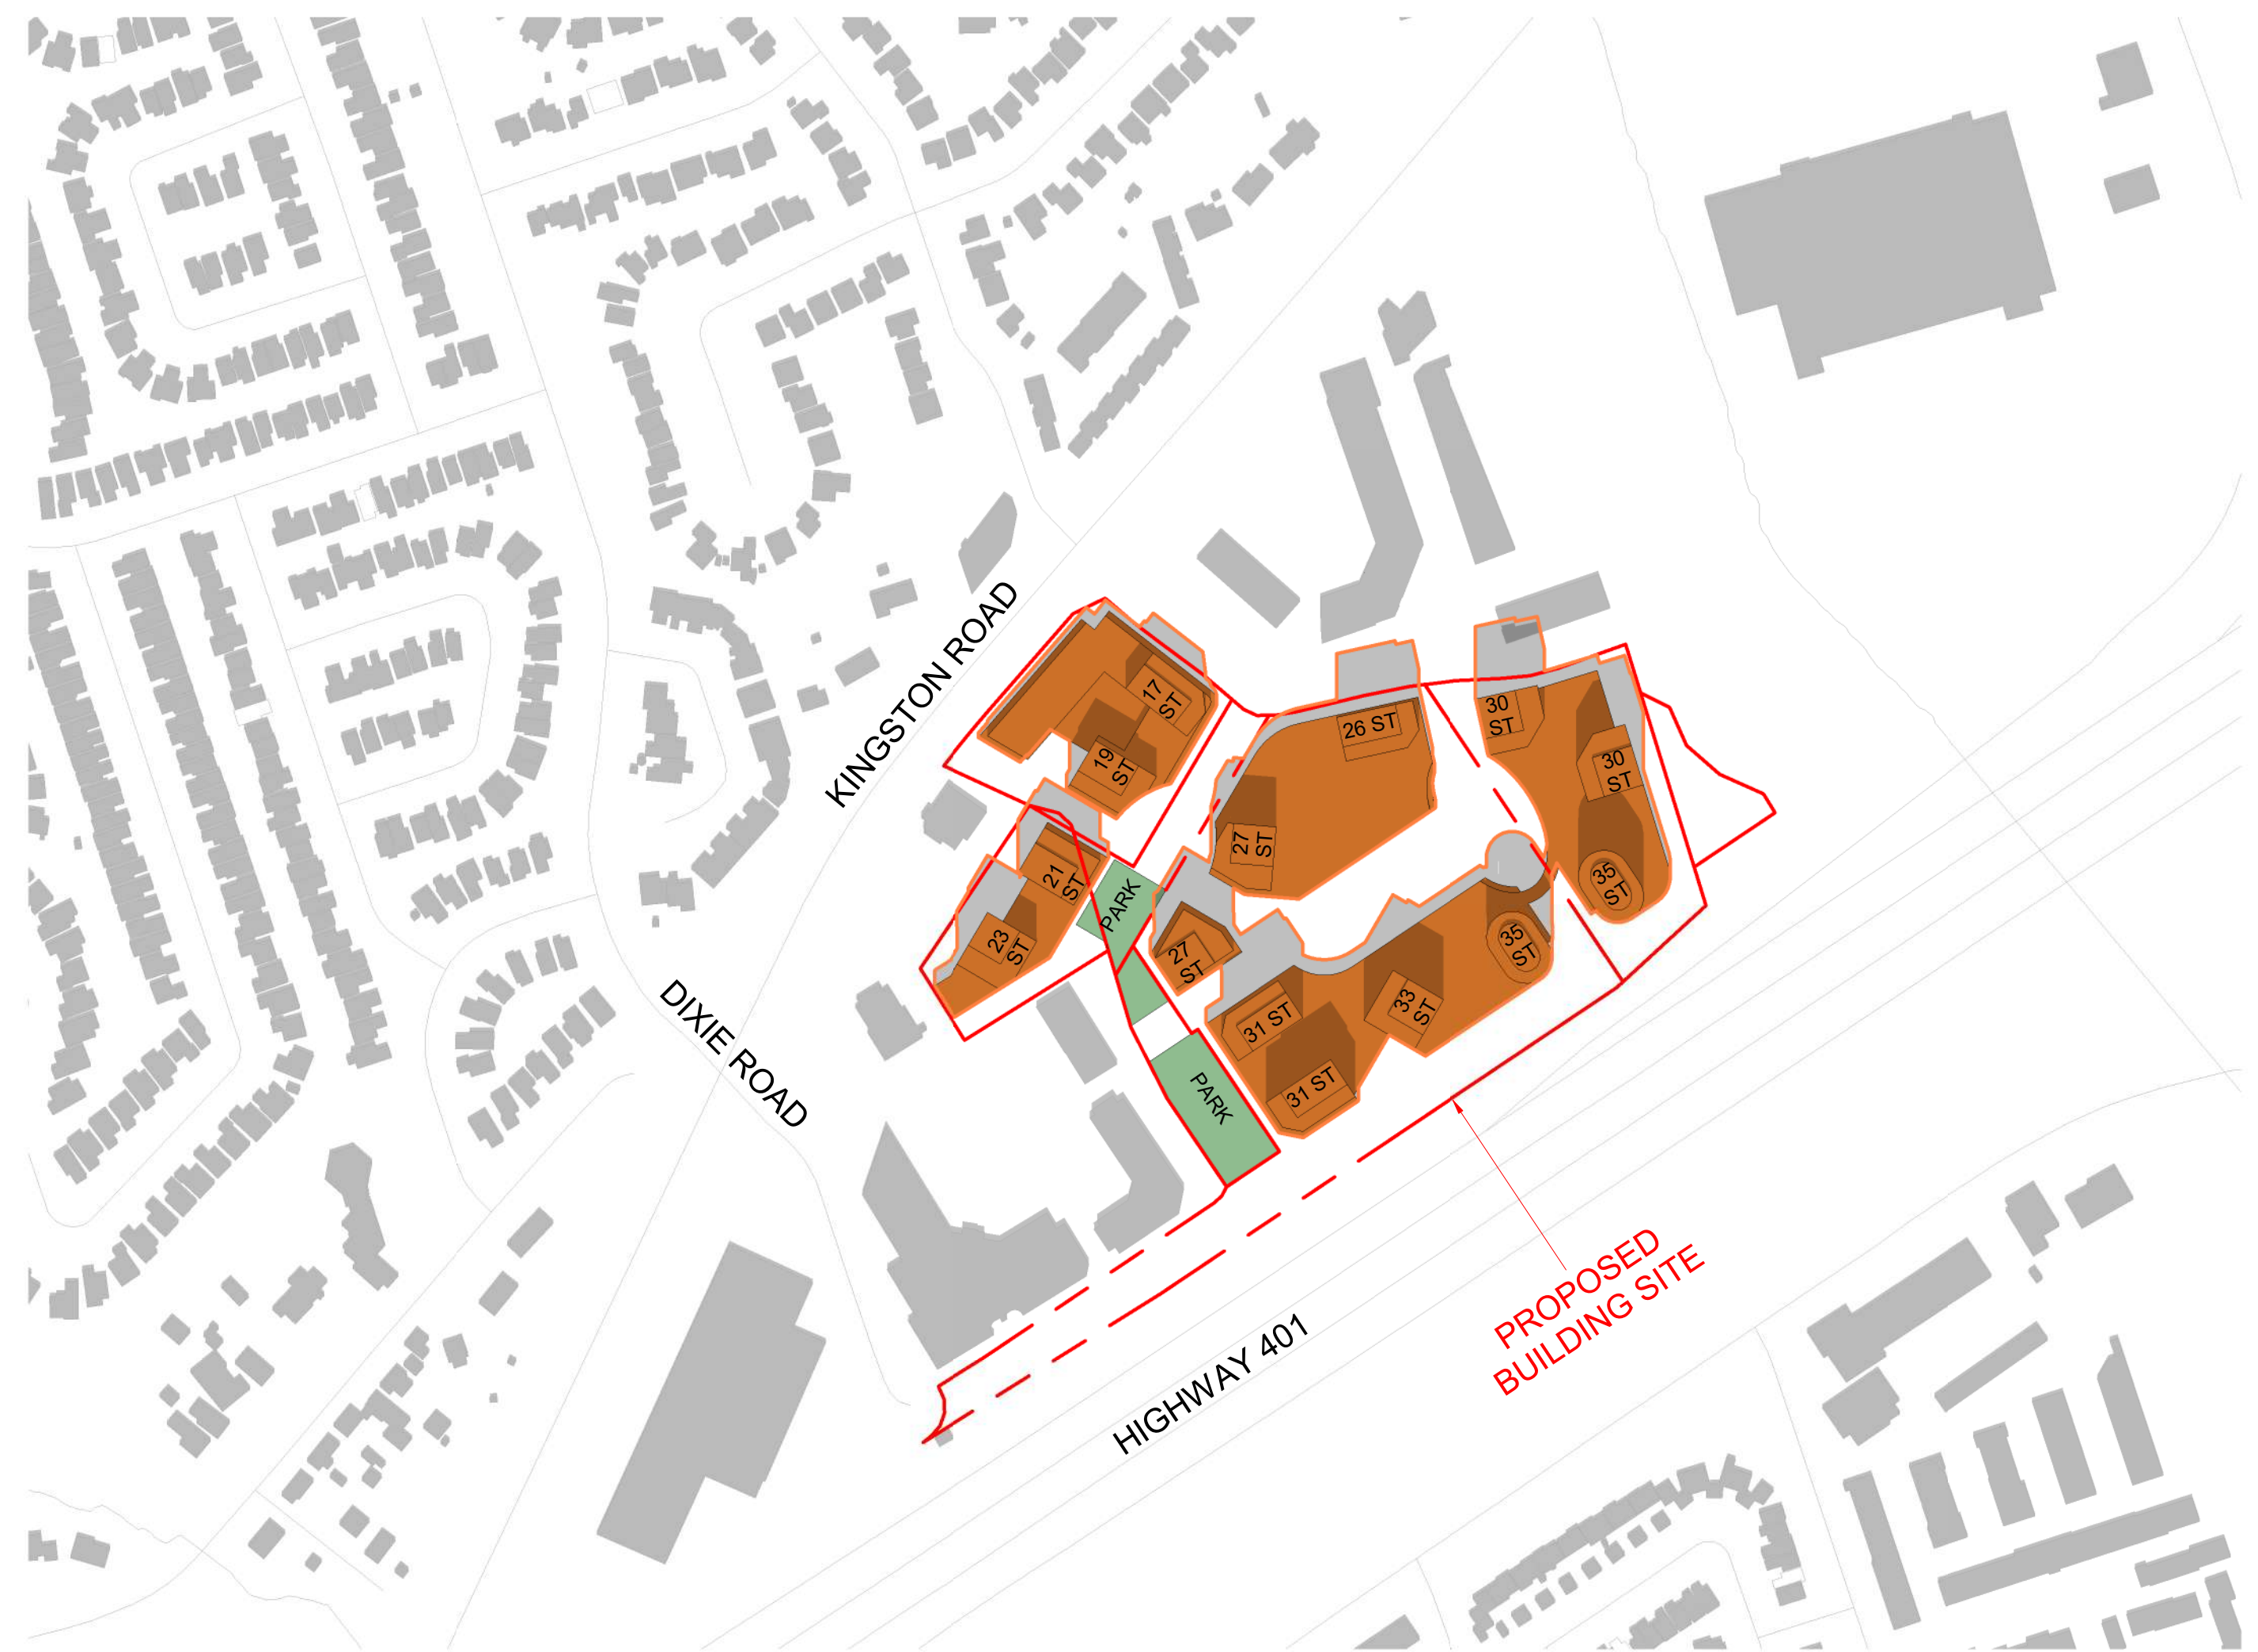 KINGSTON ROAD
17
ST
19
ST
26 ST
30
ST
30
ST
27
ST
21
ST
35
ST
PARK
23
ST
27
ST
35
ST
33
ST
31 ST
31 ST
DIXIE ROAD
PARK
PROPOSED
BUILDING SITE
HIGHWAY 401